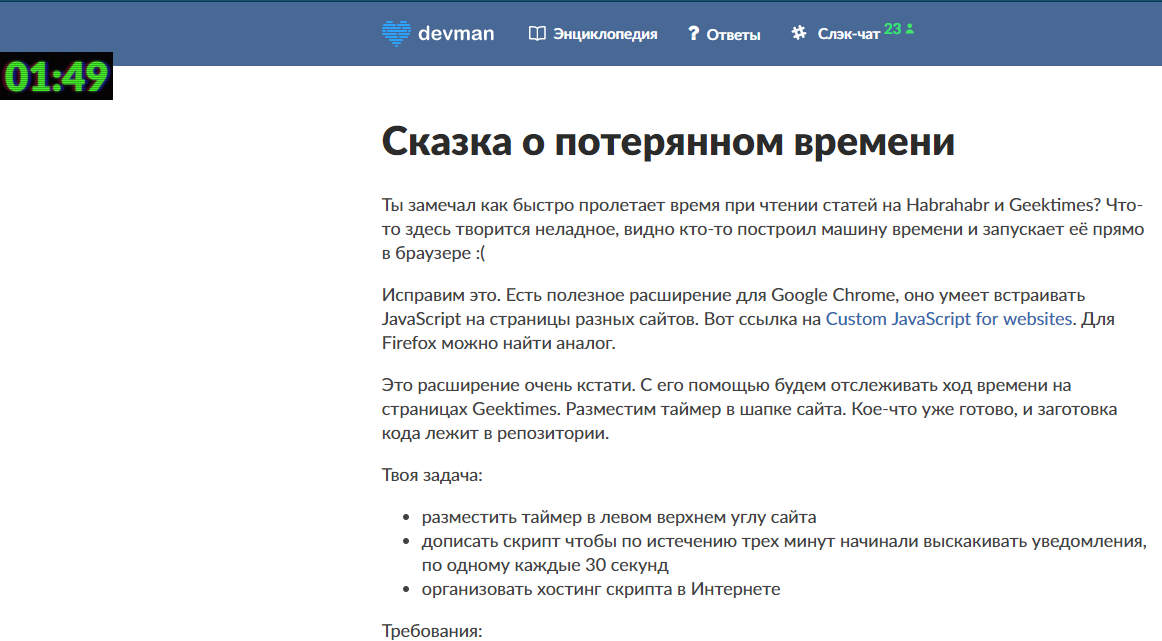 devman Энциклопедия ? Ответы Слэк-чат 23
01:49
Сказка о потерянном времени
Ты замечал как быстро пролетает время при чтении статей на Habrahabr и Geektimes? Что-
то здесь творится неладное, видно кто-то построил машину времени и запускает её прямо
в браузере :(
Исправим это. Есть полезное расширение для Google Chrome, оно умеет встраивать
JavaScript на страницы разных сайтов. Вот ссылка на Custom JavaScript for websites. Для
Firefox можно найти аналог.
Это расширение очень кстати. С его помощью будем отслеживать ход времени на
страницах Geektimes. Разместим таймер в шапке сайта. Кое-что уже готово, и заготовка
кода лежит в репозитории.
Твоя задача:
• разместить таймер в левом верхнем углу сайта
• дописать скрипт чтобы по истечению трех минут начинали выскакивать уведомления,
по одному каждые 30 секунд
• организовать хостинг скрипта в Интернете
Требования: